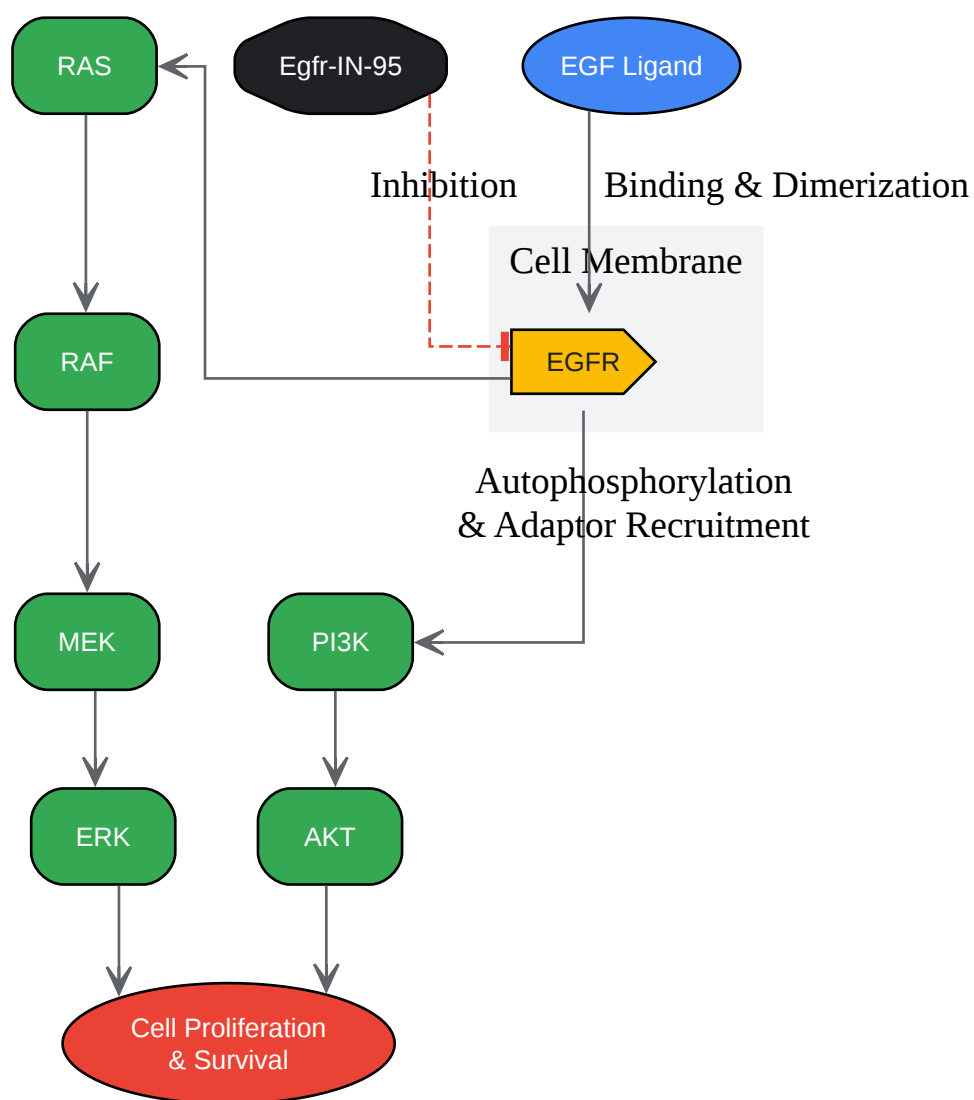 RAS
Egfr-IN-95
EGF Ligand
Inhibition
Binding & Dimerization
Cell Membrane
RAF
EGFR
Autophosphorylation
& Adaptor Recruitment
MEK
PI3K
ERK
AKT
Cell Proliferation
& Survival